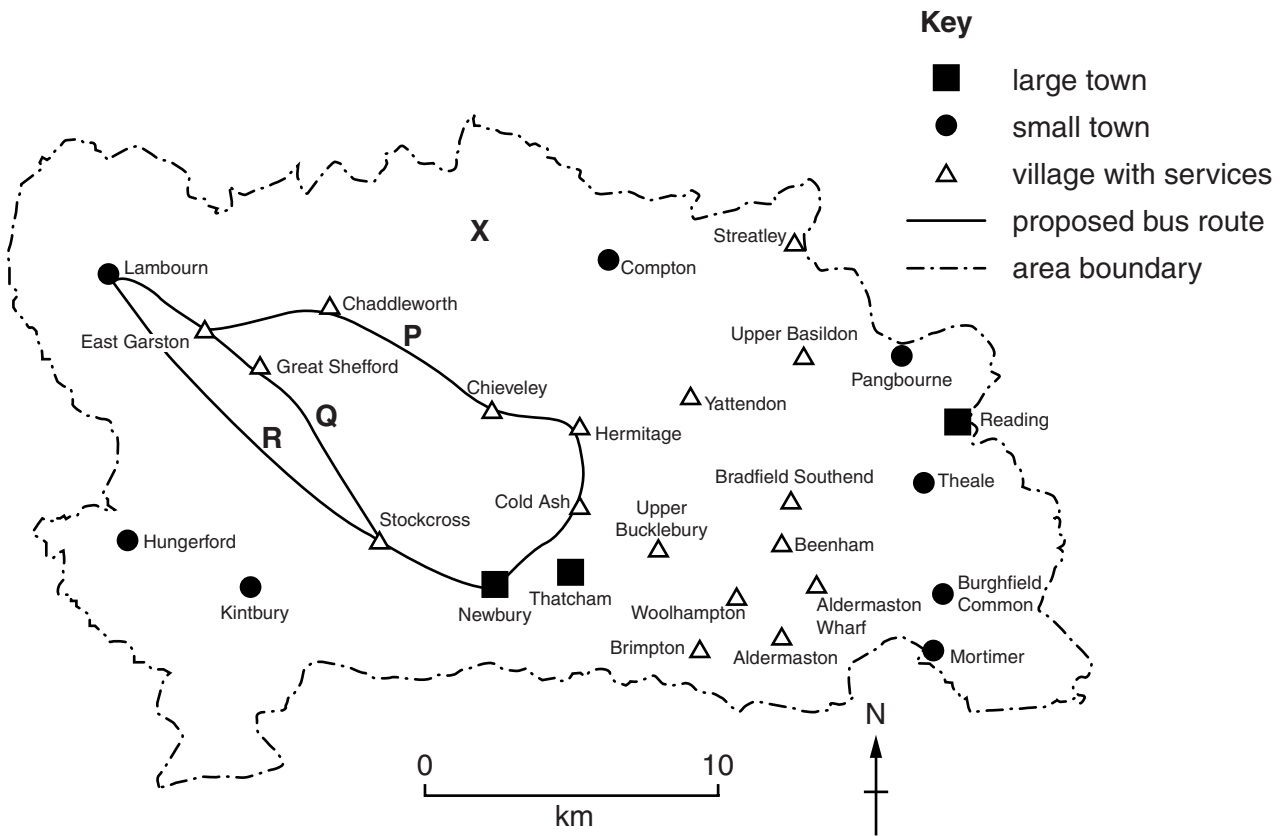 Key
large town
small town
village with services
proposed bus route
area boundary
X
Streatley
Lambourn
Compton
Chaddleworth
P
East Garston
Upper Basildon
Great Shefford
Pangbourne
Chieveley
Yattendon
Q
Reading
R
Hermitage
Bradfield Southend
Theale
Cold Ash
Upper
Bucklebury
Stockcross
Hungerford
Beenham
Kintbury
Newbury
Thatcham
Woolhampton
Aldermaston
Wharf
Burghfield
Common
Brimpton
Aldermaston
Mortimer
N
0
10
km